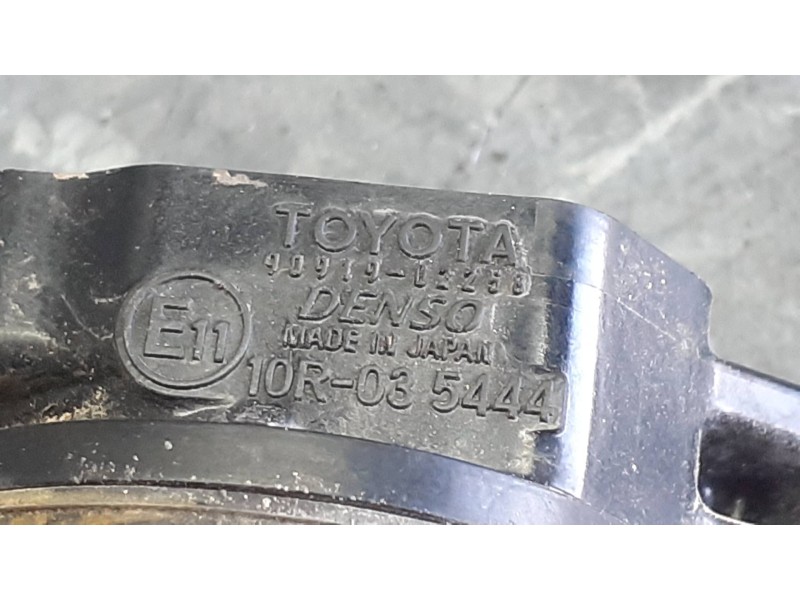 TOYOTA
DENSO
MADE IN JAPAN
E11
10R-03 5444